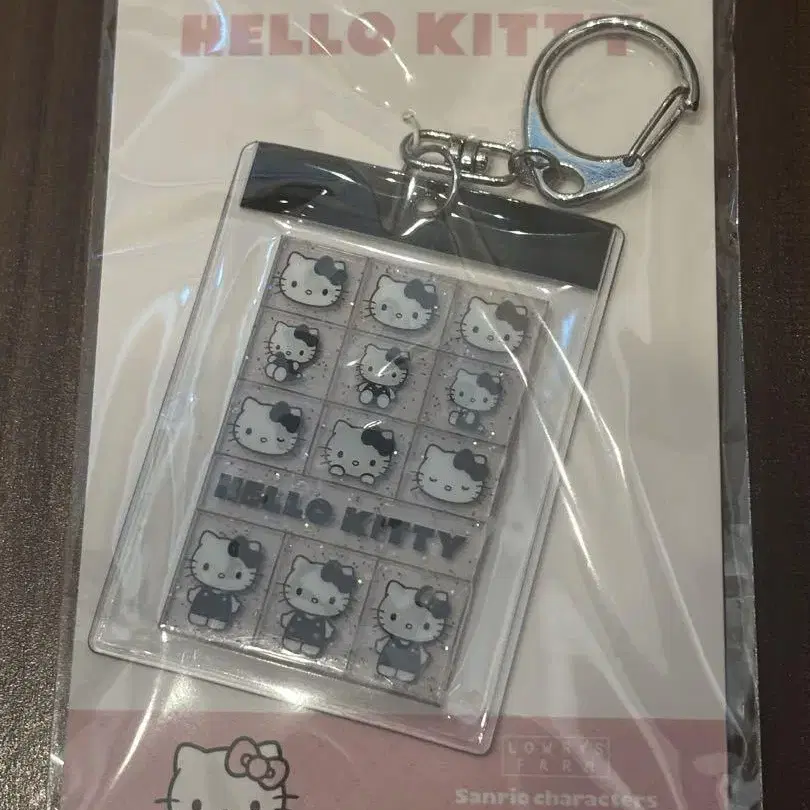 HELLO KITTY
HELLO KITTY
LOWRYS
FARM
Sanrio characters